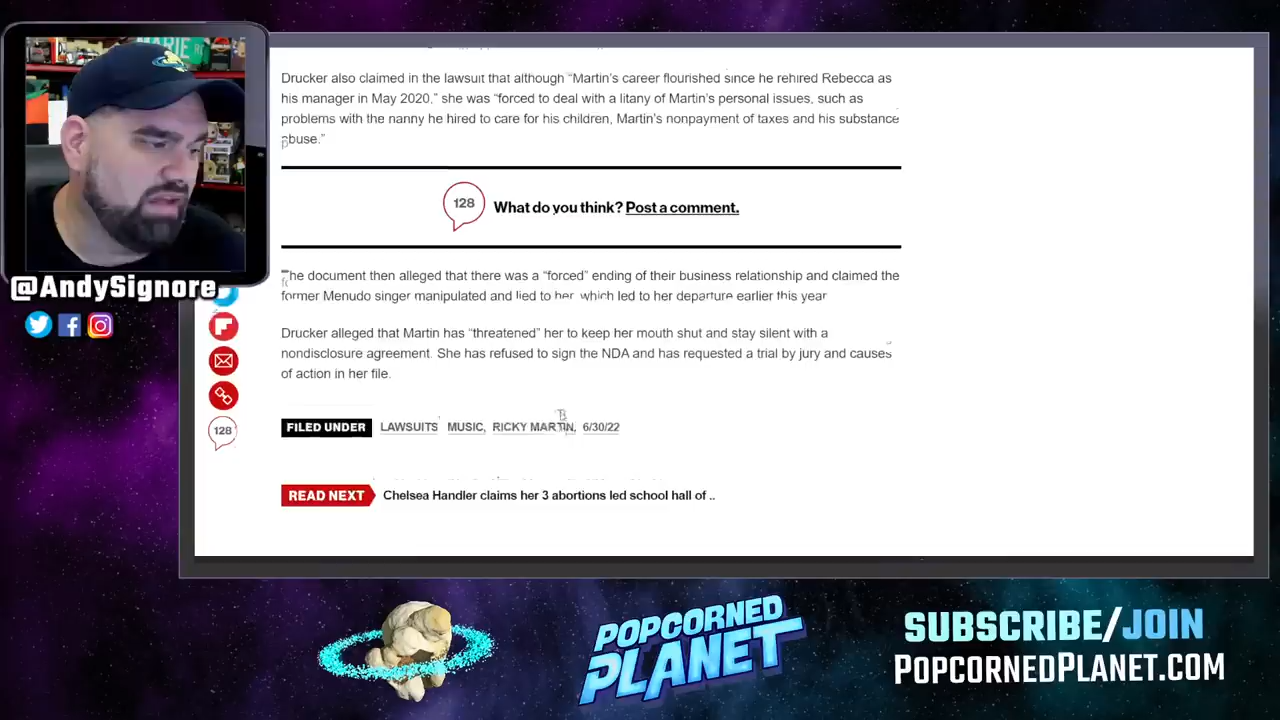 Drucker also claimed in the lawsuit that although “Martin’s career flourished since he rehired Rebecca as
his manager in May 2020,” she was “forced to deal with a litany of Martin’s personal issues, such as
problems with the nanny he hired to care for his children, Martin’s nonpayment of taxes and his substance
abuse.”
128
What do you think? Post a comment.
@AndySignore
The document then alleged that there was a “forced” ending of their business relationship and claimed the
former Menudo singer manipulated and lied to her, which led to her departure earlier this year
Drucker alleged that Martin has “threatened” her to keep her mouth shut and stay silent with a
nondisclosure agreement. She has refused to sign the NDA and has requested a trial by jury and causes
of action in her file.
128
FILED UNDER LAWSUITS MUSIC, RICKY MARTIN, 6/30/22
READ NEXT Chelsea Handler claims her 3 abortions led school hall of ..
POPCORNED
PLANET
SUBSCRIBE/JOIN
POPCORNEDPLANET.COM